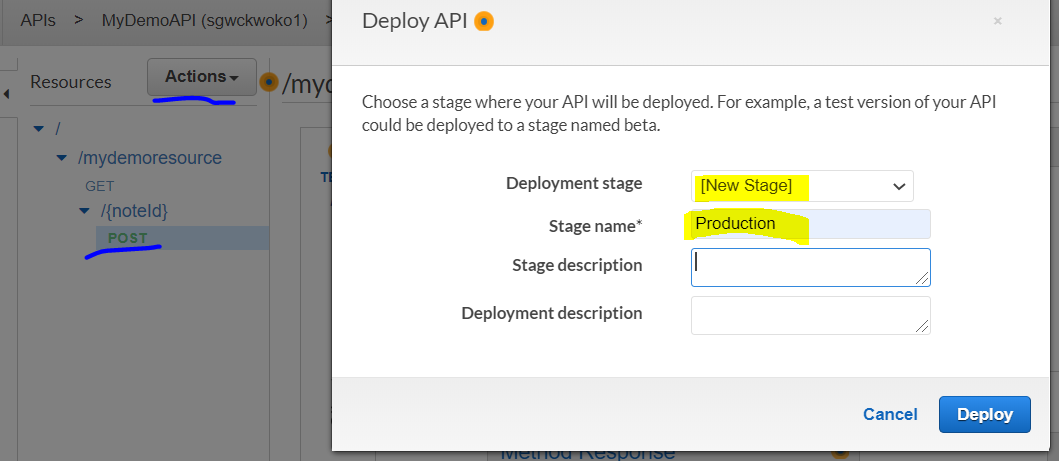 APIs > MyDemoAPI (sgwckwoko1) >
Deploy API
×
Resources
Actions
/myd
Choose a stage where your API will be deployed. For example, a test version of your API
could be deployed to a stage named beta.
/
/mydemoresource
GET
/{noteId}
POST
Deployment stage [New Stage]
Stage name* Production
Stage description
Deployment description
Cancel Deploy
Method Response